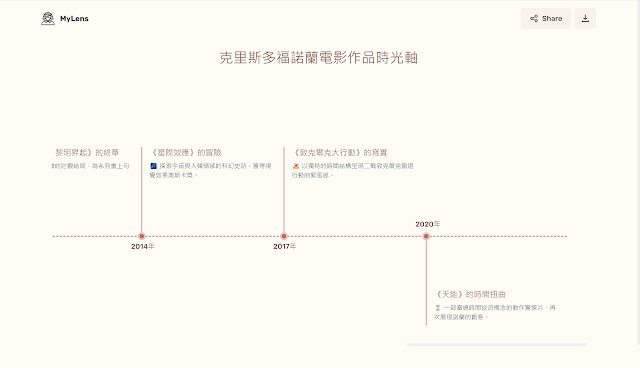 MyLens
Share
克里斯多福諾蘭電影作品時光軸
黎明昇起》的終章
的悲觀結局，為系列畫上句
《星際效應》的冒險
探索宇宙與人類情感的科幻史詩，獲得視
覺效果奧斯卡獎。
《敦克爾克大行動》的寫實
以獨特的時間結構呈現二戰敦克爾克撤退
行動的緊張感。
2014年
2017年
2020年
《天能》的時間扭曲
一部圍繞時間逆流概念的動作驚悚片，再
次展現諾蘭的創意。